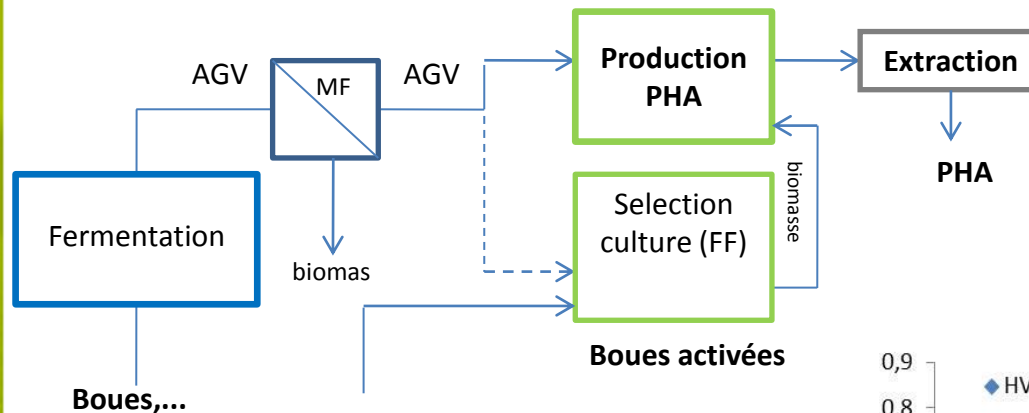 AGV
MF
AGV
Production
PHA
Extraction
PHA
biomasse
Fermentation
Selection
culture (FF)
biomas
Boues activées
Boues,...
0,9
HV
0,8